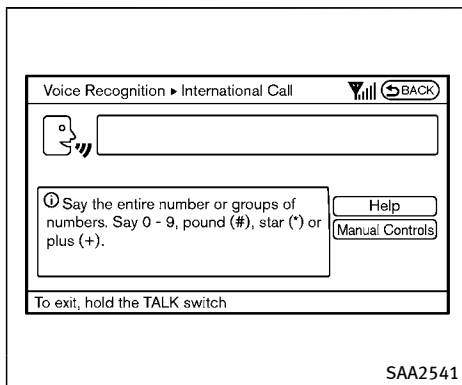 Voice Recognition ▸ International Call
BACK
ⓘ Say the entire number or groups of
numbers. Say 0 - 9, pound (#), star (*) or
plus (+).
Help
Manual Controls
To exit, hold the TALK switch
SAA2541